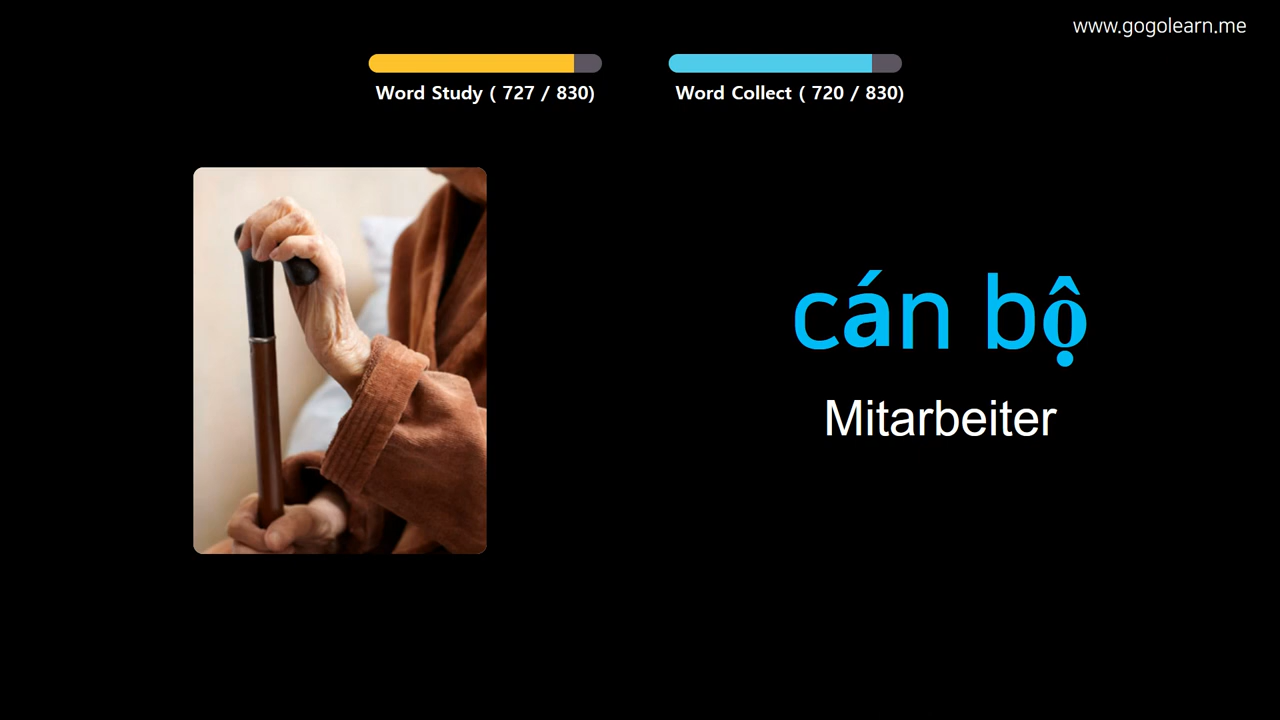 www.gogolearn.me
Word Study ( 727 / 830)
Word Collect ( 720 / 830)
cán bộ
Mitarbeiter